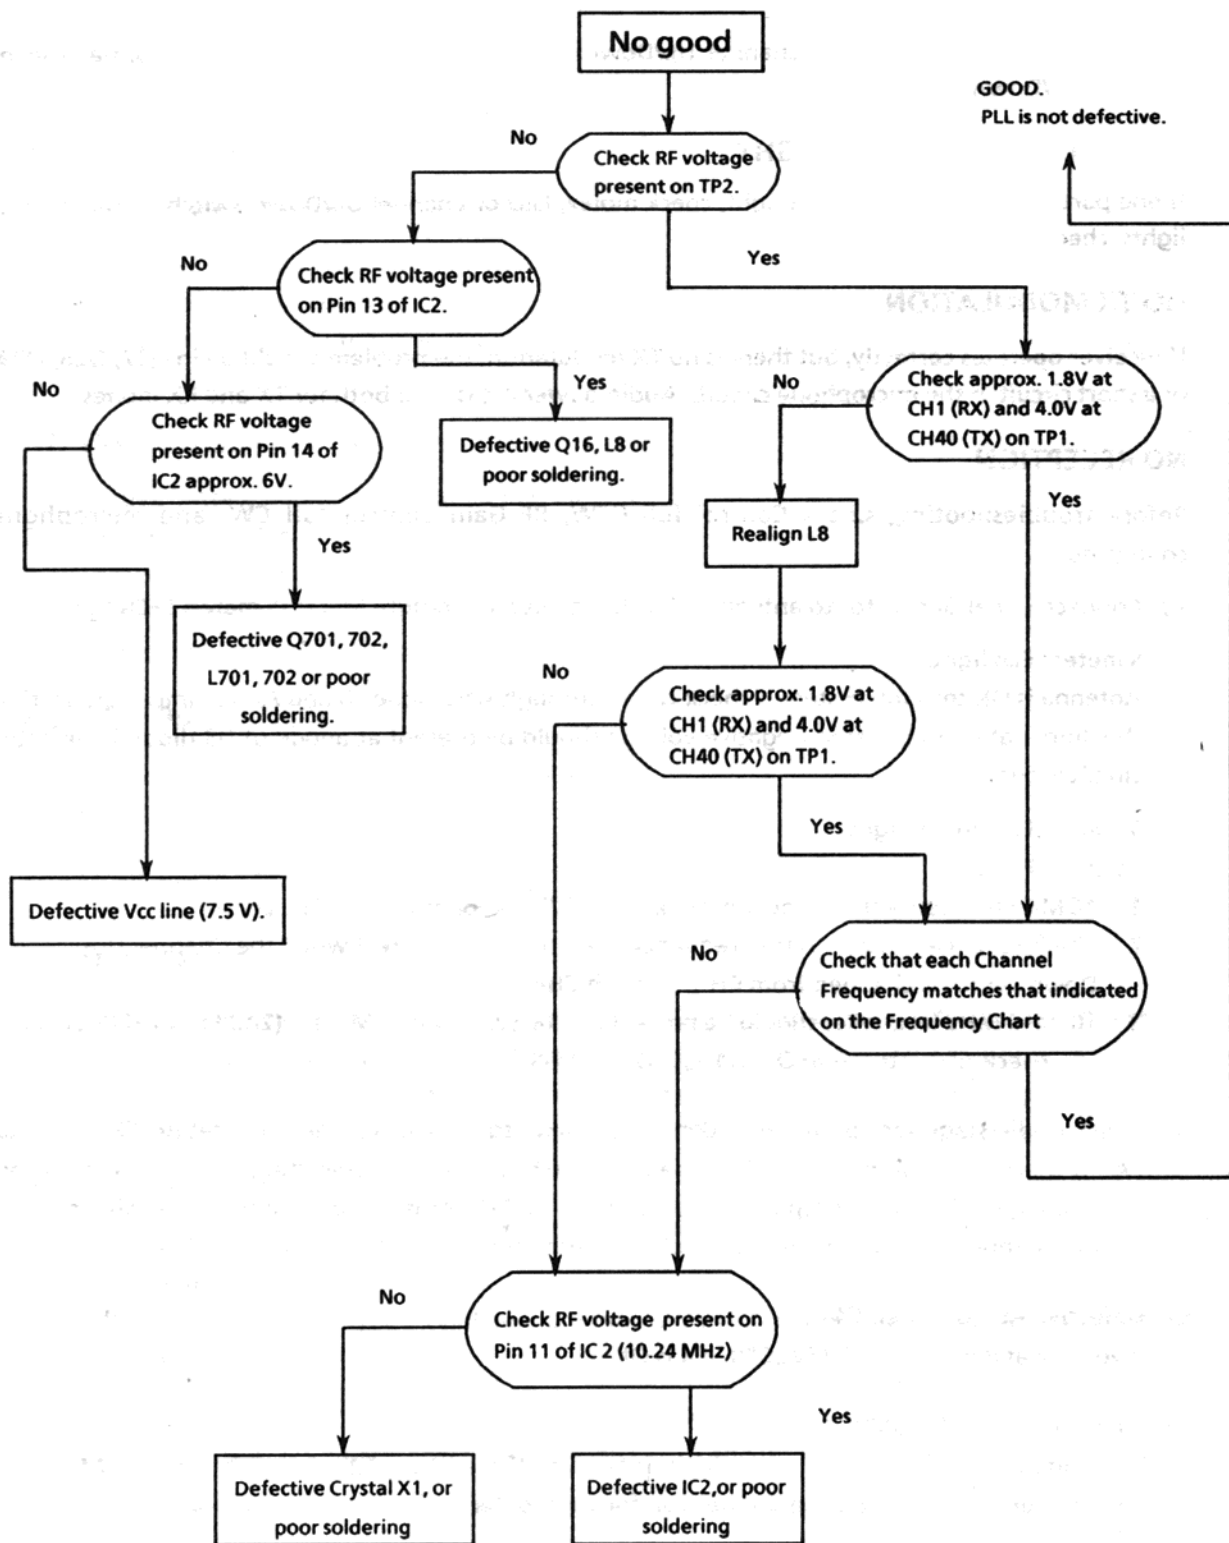 No good
GOOD.
PLL is not defective.
No
Check RF voltage
present on TP2.
Yes
No
Check RF voltage present
on Pin 13 of IC2.
Yes
No
Check approx. 1.8V at
CH1 (RX) and 4.0V at
CH40 (TX) on TP1.
No
Check RF voltage
present on Pin 14 of
IC2 approx. 6V.
Defective Q16, L8 or
poor soldering.
Yes
Realign L8
Yes
Defective Q701, 702,
L701, 702 or poor
soldering.
No
Check approx. 1.8V at
CH1 (RX) and 4.0V at
CH40 (TX) on TP1.
Yes
Defective Vcc line (7.5 V).
No
Check that each Channel
Frequency matches that indicated
on the Frequency Chart
Yes
No
Check RF voltage present on
Pin 11 of IC 2 (10.24 MHz)
Yes
Defective Crystal X1, or
poor soldering
Defective IC2,or poor
soldering